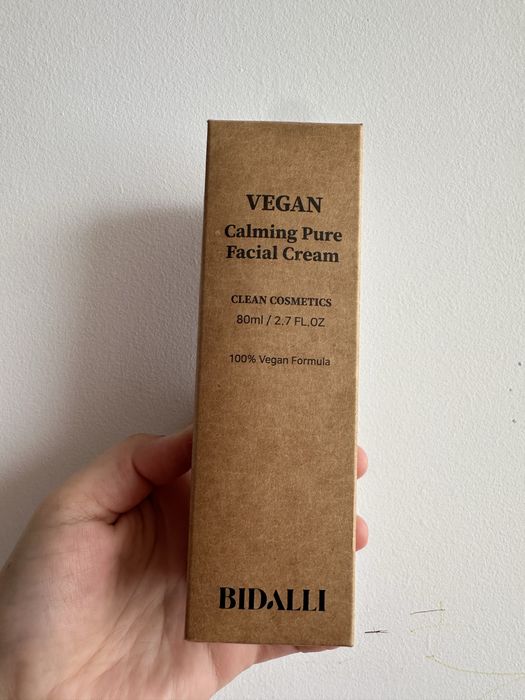 VEGAN
Calming Pure
Facial Cream
CLEAN COSMETICS
80ml / 2.7 FL.OZ
100% Vegan Formula
BIDALLI